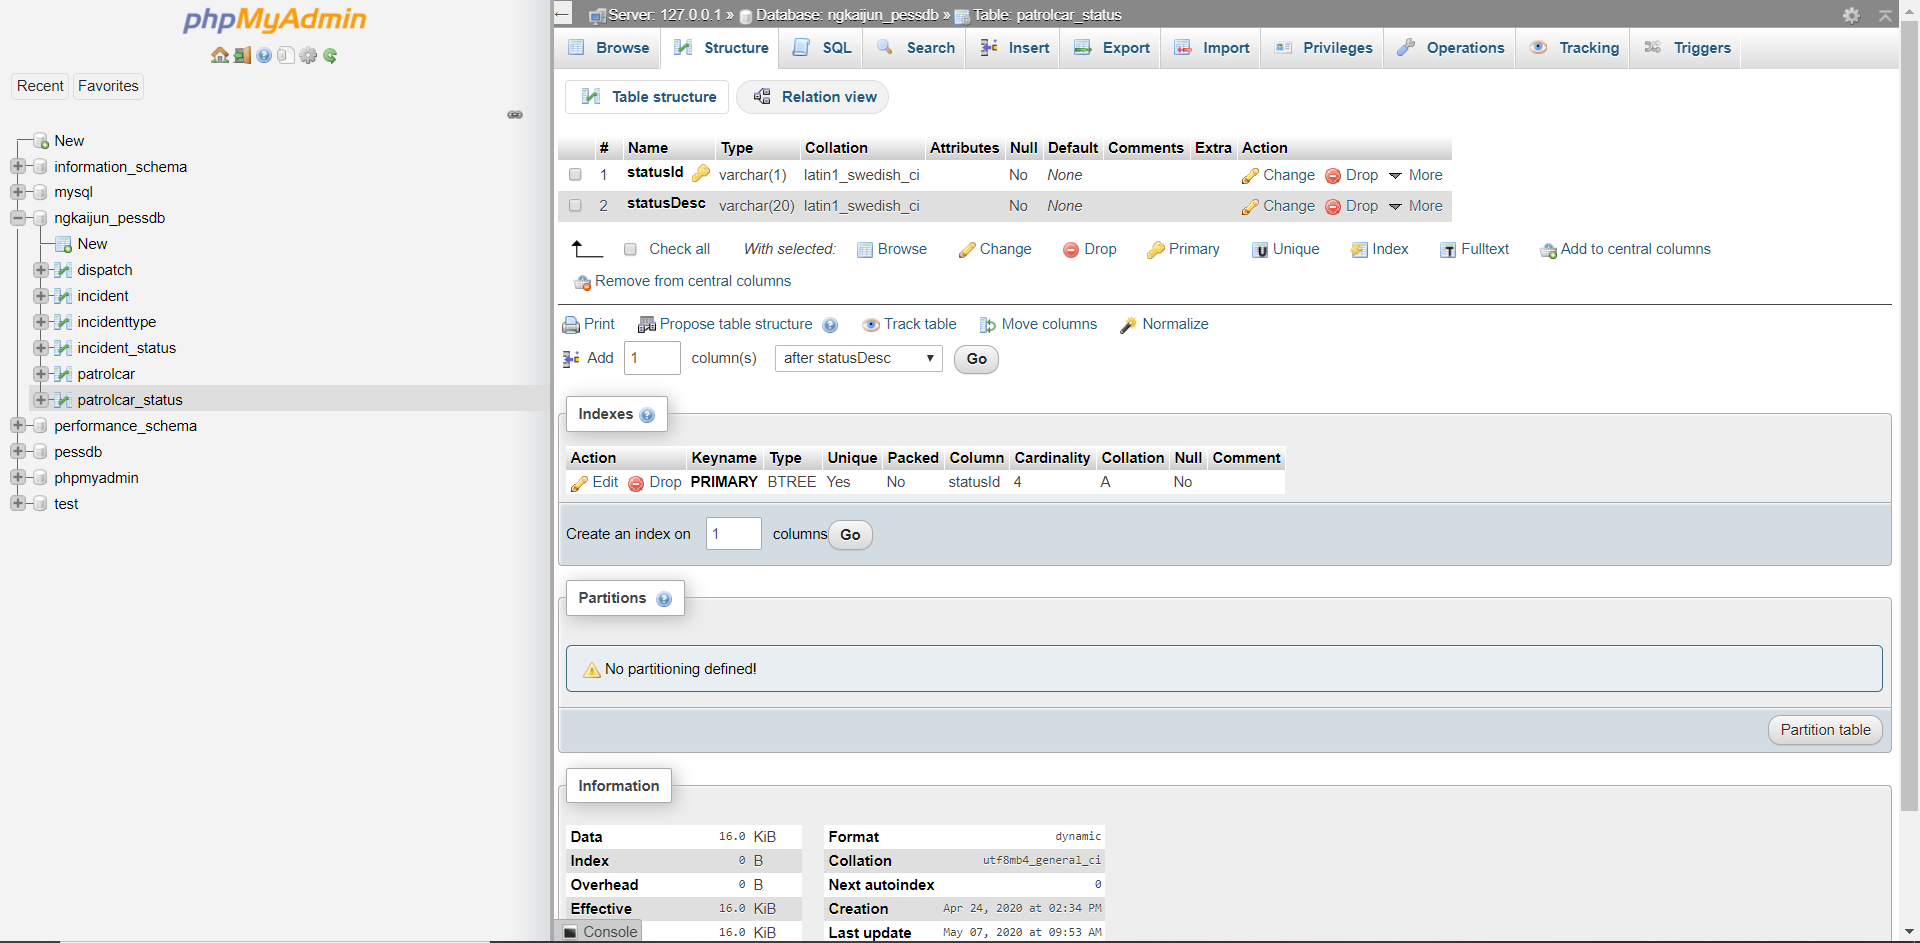 phpMyAdmin
Recent Favorites
New
information_schema
mysql
ngkaijun_pessdb
New
dispatch
incident
incidenttype
incident_status
patrolcar
patrolcar_status
performance_schema
pessdb
phpmyadmin
test
Server: 127.0.0.1 » Database: ngkaijun_pessdb » Table: patrolcar_status
Browse Structure SQL Search Insert Export Import Privileges Operations Tracking Triggers
Table structure Relation view
# Name Type Collation Attributes Null Default Comments Extra Action
1 statusId varchar(1) latin1_swedish_ci No None Change Drop More
2 statusDesc varchar(20) latin1_swedish_ci No None Change Drop More
Check all With selected: Browse Change Drop Primary Unique Index Fulltext Add to central columns
Remove from central columns
Print Propose table structure Track table Move columns Normalize
Add 1 column(s) after statusDesc Go
Indexes
Action Keyname Type Unique Packed Column Cardinality Collation Null Comment
Edit Drop PRIMARY BTREE Yes No statusId 4 A No
Create an index on 1 columns Go
Partitions
No partitioning defined!
Partition table
Information
Data 16.0 KiB
Index 0 B
Overhead 0 B
Effective 16.0 KiB
16.0 KiB
Format dynamic
Collation utf8mb4_general_ci
Next autoindex 0
Creation Apr 24, 2020 at 02:34 PM
Last update May 07, 2020 at 09:53 AM
Console